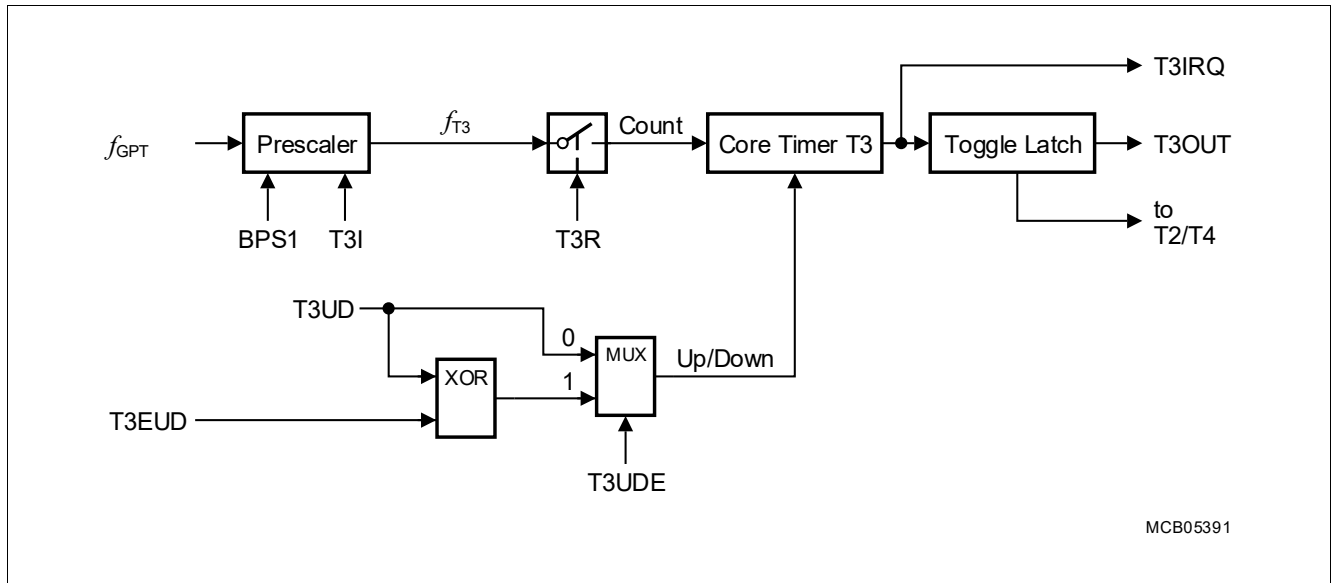 T3IRQ
fT3
Count
fGPT
Prescaler
Core Timer T3
Toggle Latch
T3OUT
BPS1
T3I
T3R
to
T2/T4
T3UD
0
MUX
Up/Down
XOR
1
T3EUD
T3UDE
MCB05391